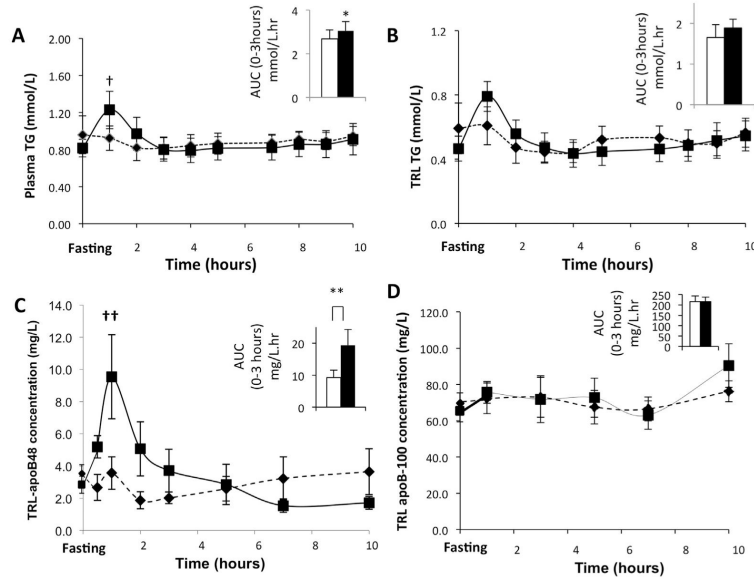 A
Plasma TG (mmol/L)
2.00
1.60
1.20
0.80
0.40
0.00
†
Fasting
2
4
6
8
10
Time (hours)
AUC (0-3hours)
mmol/L.hr
4
2
0
*
B
TRL TG (mmol/L)
1.2
0.8
0.4
0.0
Fasting
2
4
6
8
10
Time (hours)
AUC (0-3hours)
mmol/L.hr
2
1
0
C
TRL-apoB48 concentration (mg/L)
14.0
12.0
10.0
8.0
6.0
4.0
2.0
0.0
††
Fasting
2
4
6
8
10
Time (hours)
AUC
(0-3 hours)
mg/L.hr
20
10
0
**
D
TRL apoB-100 concentration (mg/L)
120.0
100.0
80.0
60.0
40.0
20.0
0.0
Fasting
2
4
6
8
10
Time (hours)
AUC
(0-3 hours)
mg/L.hr
250
200
150
100
50
0